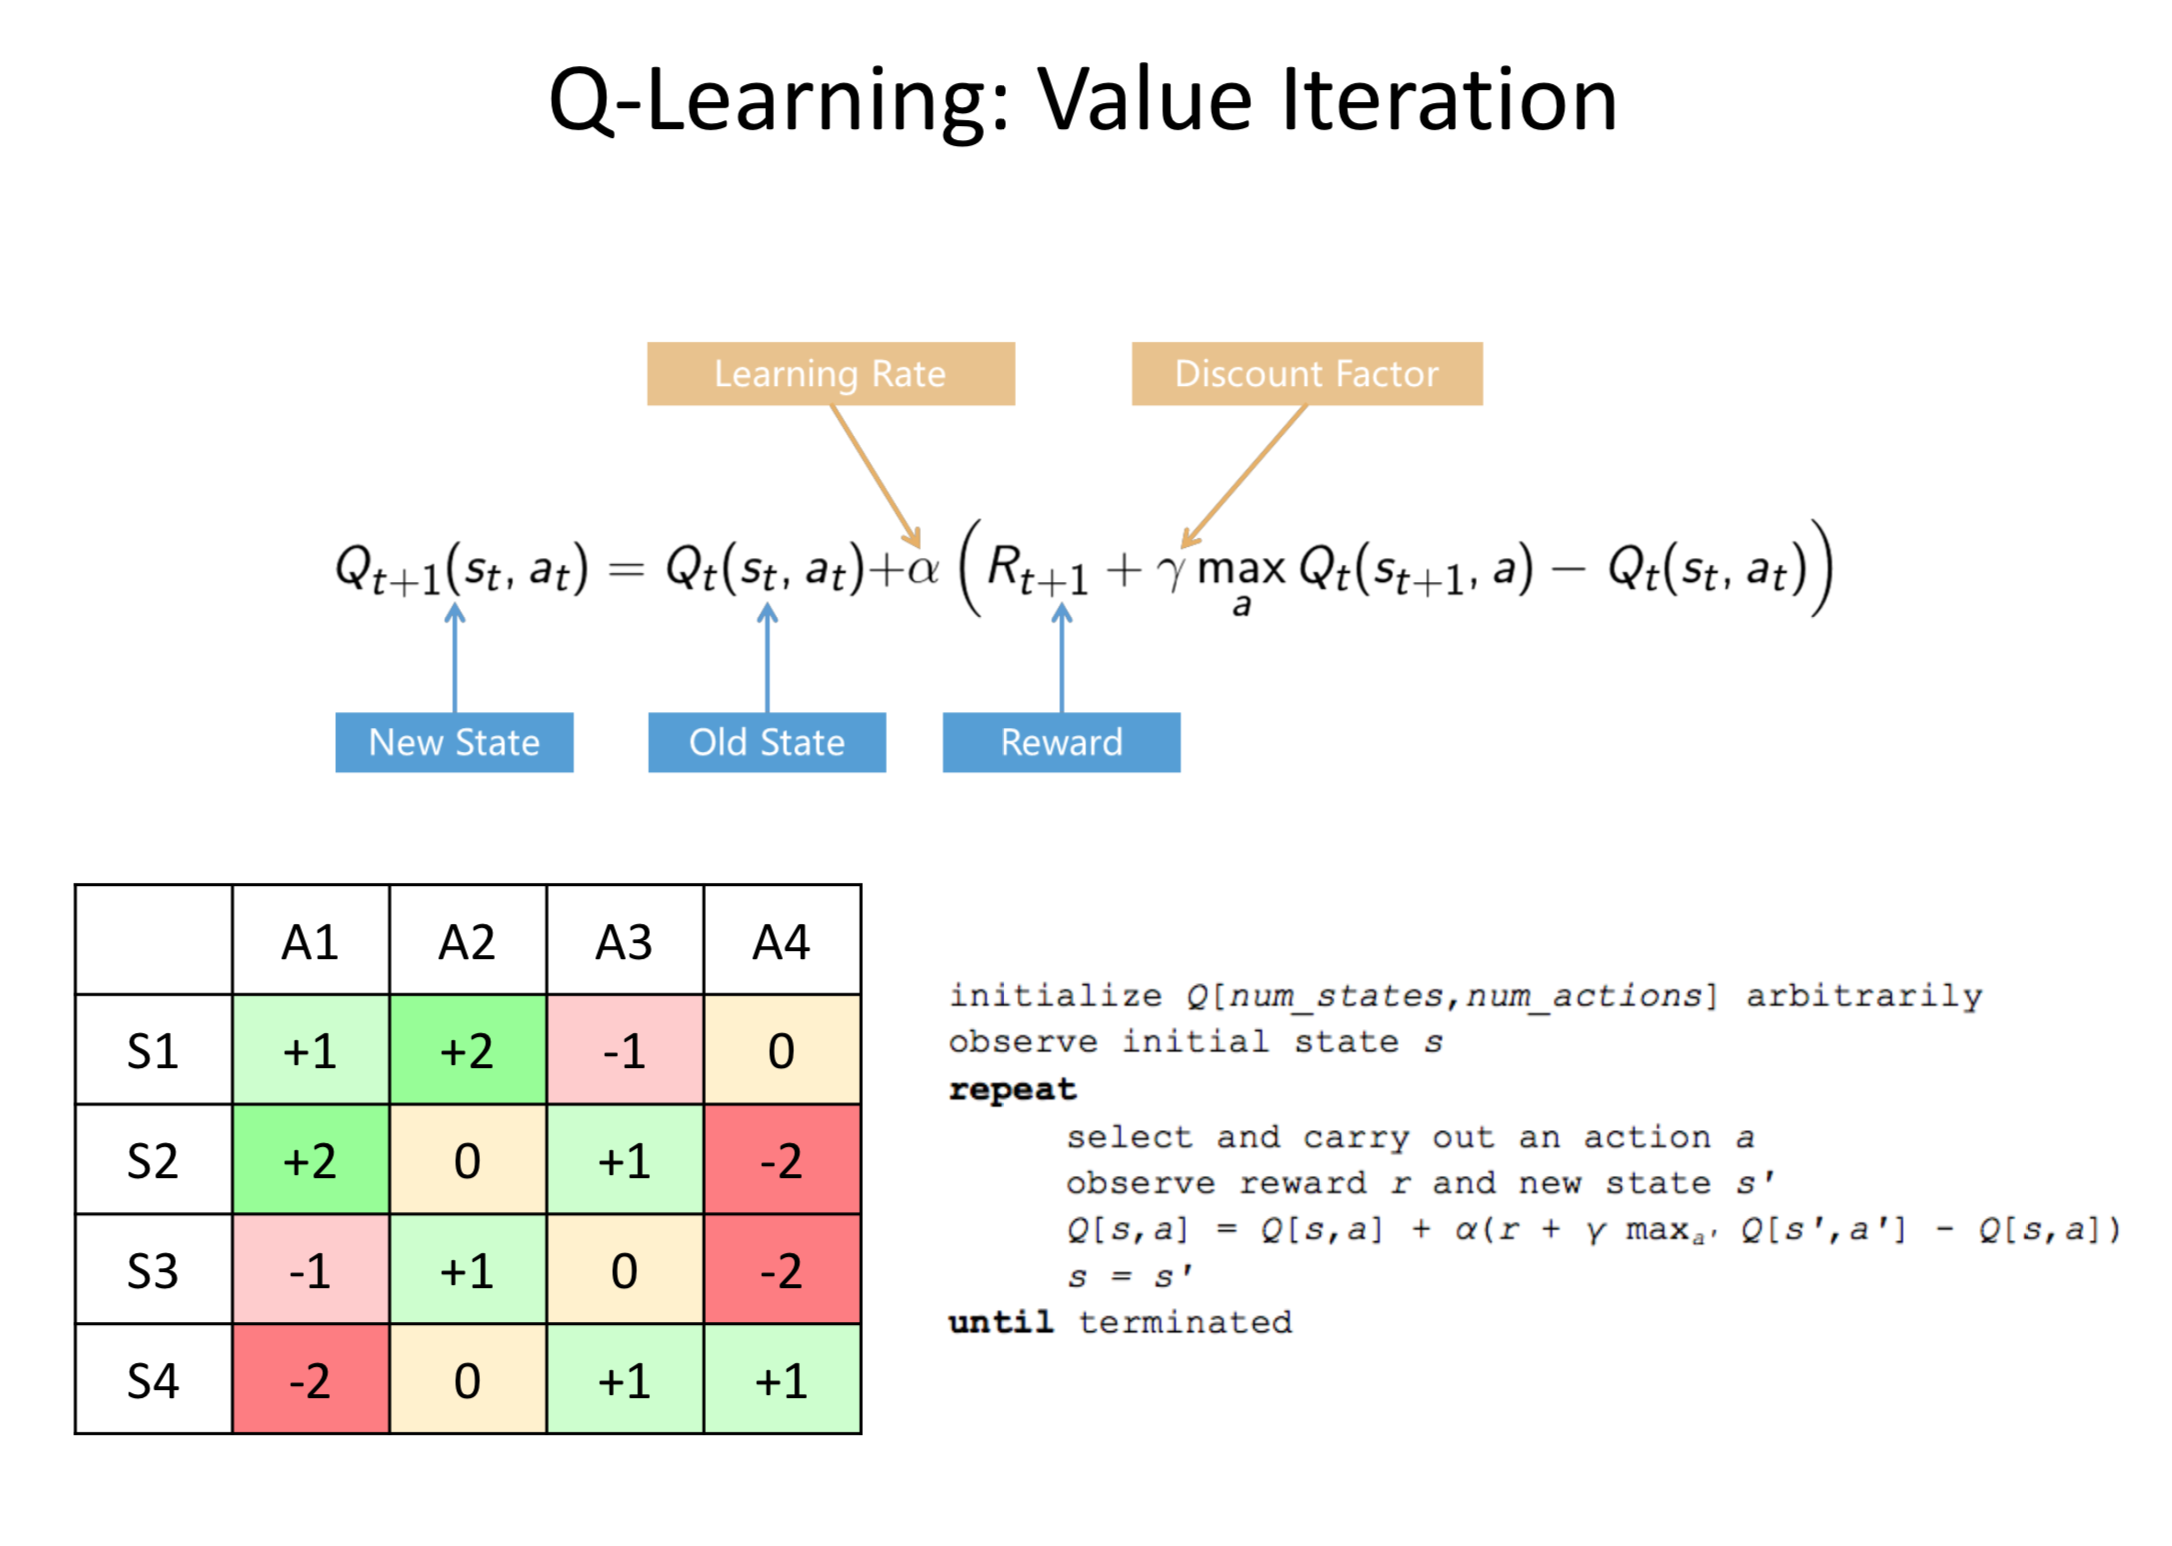 Q-Learning: Value Iteration
Learning Rate
Discount Factor
Q_{t+1}(s_t, a_t) = Q_t(s_t, a_t)+α(R_{t+1} + γ max_a Q_t(s_{t+1}, a) − Q_t(s_t, a_t))
New State
Old State
Reward
A1 A2 A3 A4
S1 +1 +2 -1 0
S2 +2 0 +1 -2
S3 -1 +1 0 -2
S4 -2 0 +1 +1
initialize Q[num_states,num_actions] arbitrarily
observe initial state s
repeat
select and carry out an action a
observe reward r and new state s'
Q[s,a] = Q[s,a] + α(r + γ max_{a'} Q[s',a'] - Q[s,a])
s = s'
until terminated